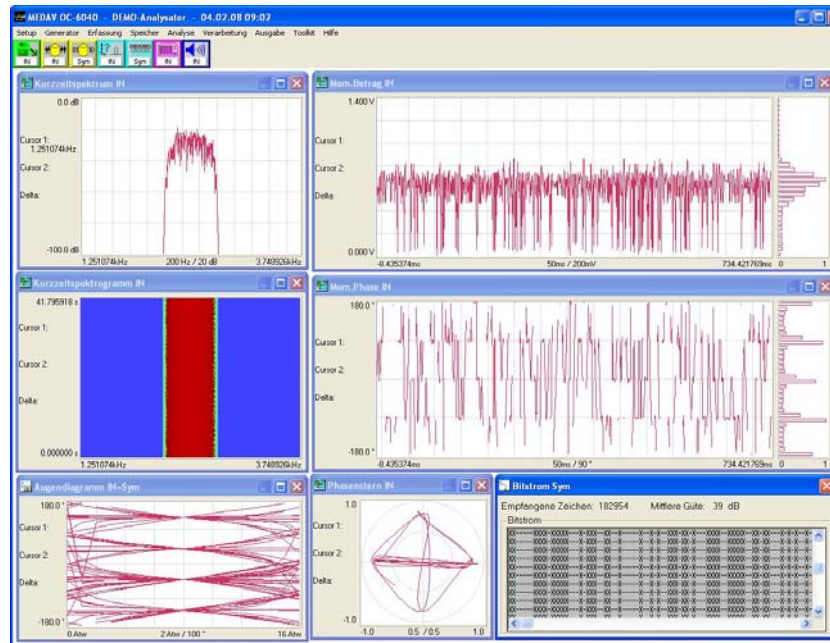 MEDAV OC-6040 - DEMO-Analysator - 04.02.08 09:02
Setup Generator Erfassung Speicher Analyse Verarbeitung Ausgabe Toolkit Hilfe
IN IN Sym IN Sym IN IN
Kurzzeitspektrum IN
0.0 dB
Cursor 1:
1.251074kHz
Cursor 2:
Delta:
-100.0 dB
1.251074kHz 200 Hz / 20 dB 3.748926kHz
Mom.Betrag IN
1.400 V
Cursor 1:
Cursor 2:
Delta:
0.000 V
-8.435374ms 50ms / 200mV 734.421769ms 0 1
Kurzzeitspektrogramm IN
41.795918 s
Cursor 1:
Cursor 2:
Delta:
0.000000 s
1.251074kHz 3.748926kHz
Mom.Phase IN
180.0 °
Cursor 1:
Cursor 2:
Delta:
-180.0 °
-8.435374ms 50ms / 90 ° 734.421769ms 0 1
Augendiagramm IN-Sym
180.0 °
Cursor 1:
Cursor 2:
Delta:
-180.0 °
0 Abtw 2 Abtw / 100 ° 16 Abtw
Phasenstern IN
1.0
Cursor 1:
Cursor 2:
Delta:
-1.0
-1.0 0.5 / 0.5 1.0
Bitstrom Sym
Empfangene Zeichen: 182954 Mittlere Güte: 39 dB
Bitstrom